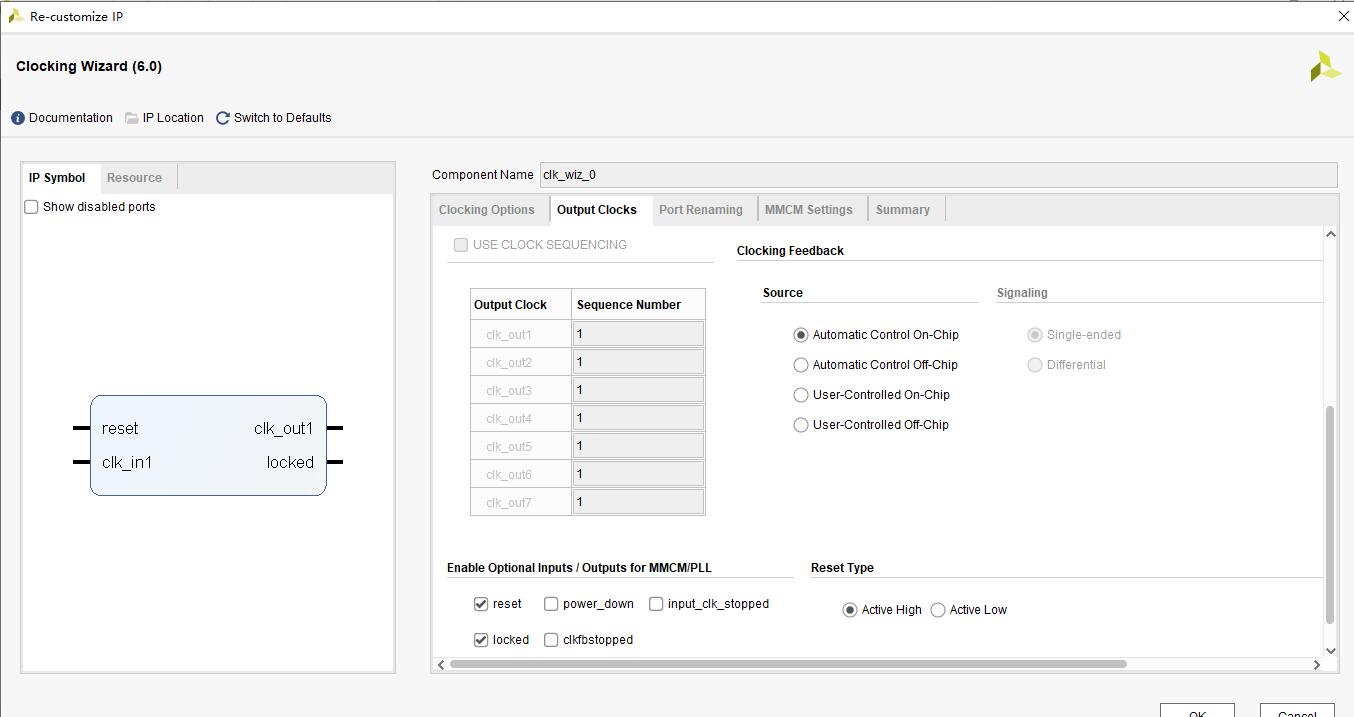 Re-customize IP
Clocking Wizard (6.0)
Documentation IP Location Switch to Defaults
IP Symbol Resource
Show disabled ports
reset clk_out1
clk_in1 locked
Component Name clk_wiz_0
Clocking Options Output Clocks Port Renaming MMCM Settings Summary
USE CLOCK SEQUENCING
Output Clock Sequence Number
clk_out1 1
clk_out2 1
clk_out3 1
clk_out4 1
clk_out5 1
clk_out6 1
clk_out7 1
Clocking Feedback
Source Signaling
Automatic Control On-Chip Single-ended
Automatic Control Off-Chip Differential
User-Controlled On-Chip
User-Controlled Off-Chip
Enable Optional Inputs / Outputs for MMCM/PLL
reset power_down input_clk_stopped
locked clkfbstopped
Reset Type
Active High Active Low
OK Cancel